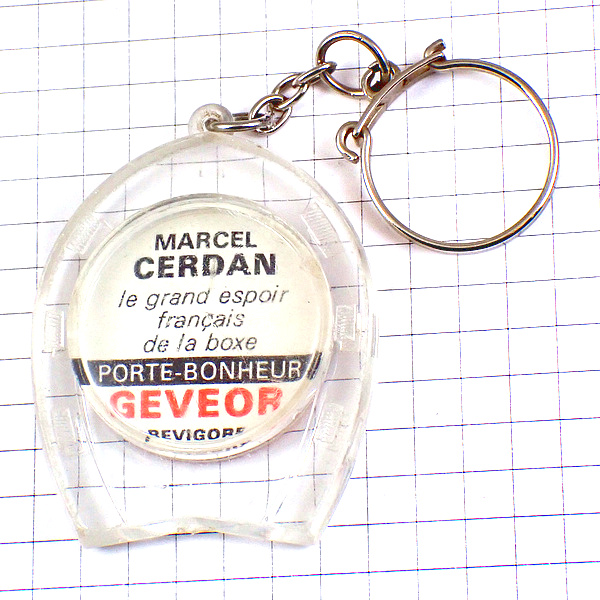 MARCEL
CERDAN
le grand espoir
français
de la boxe
PORTE-BONHEUR
GEVEOR
REVIGORE